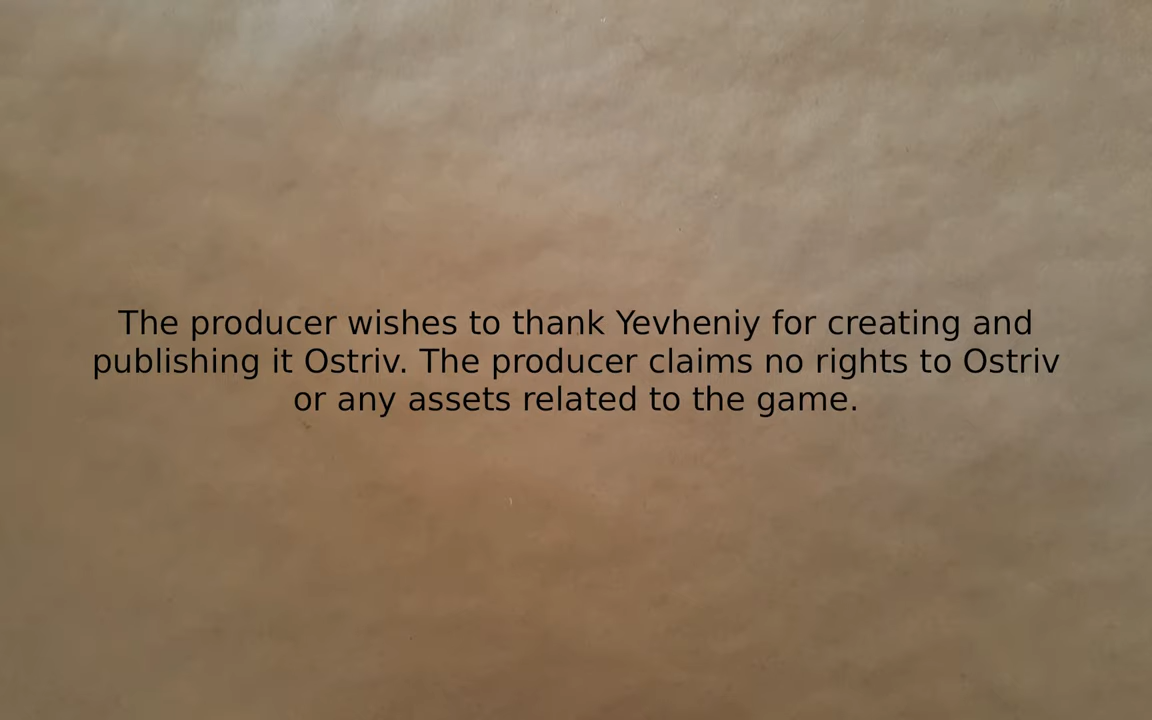 The producer wishes to thank Yevheniy for creating and
publishing it Ostriv. The producer claims no rights to Ostriv
or any assets related to the game.